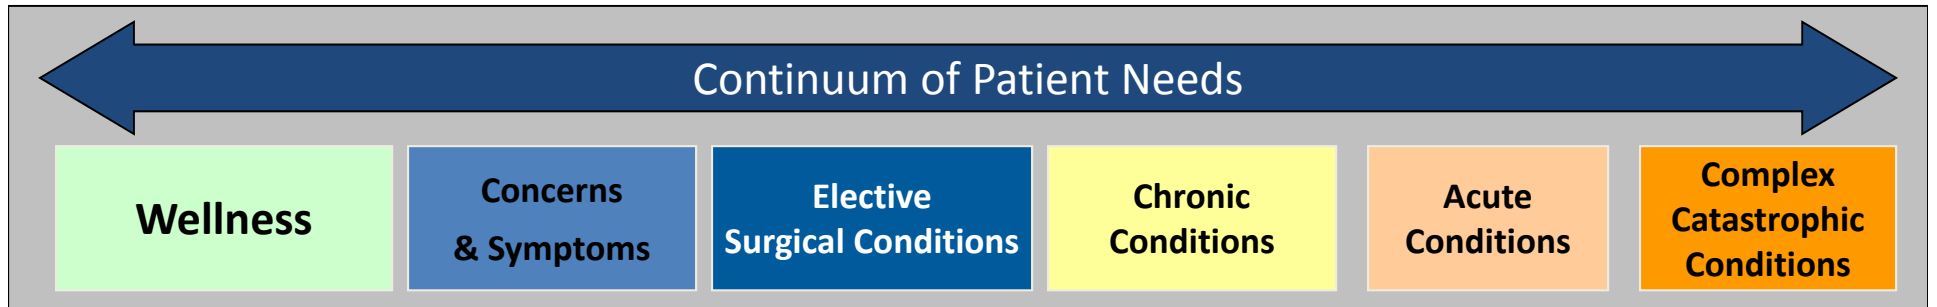 Continuum of Patient Needs
Wellness
Concerns
& Symptoms
Elective
Surgical Conditions
Chronic
Conditions
Acute
Conditions
Complex
Catastrophic
Conditions